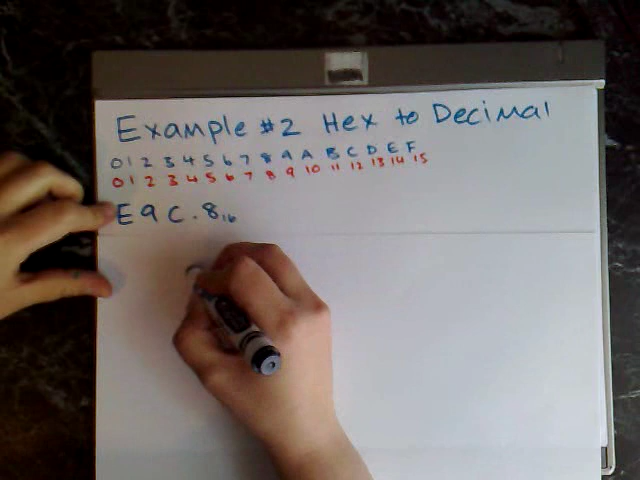 Example #2 Hex to Decimal
0 1 2 3 4 5 6 7 8 9 A B C D E F
0 1 2 3 4 5 6 7 8 9 10 11 12 13 14 15
E 9 C . 8₁₆